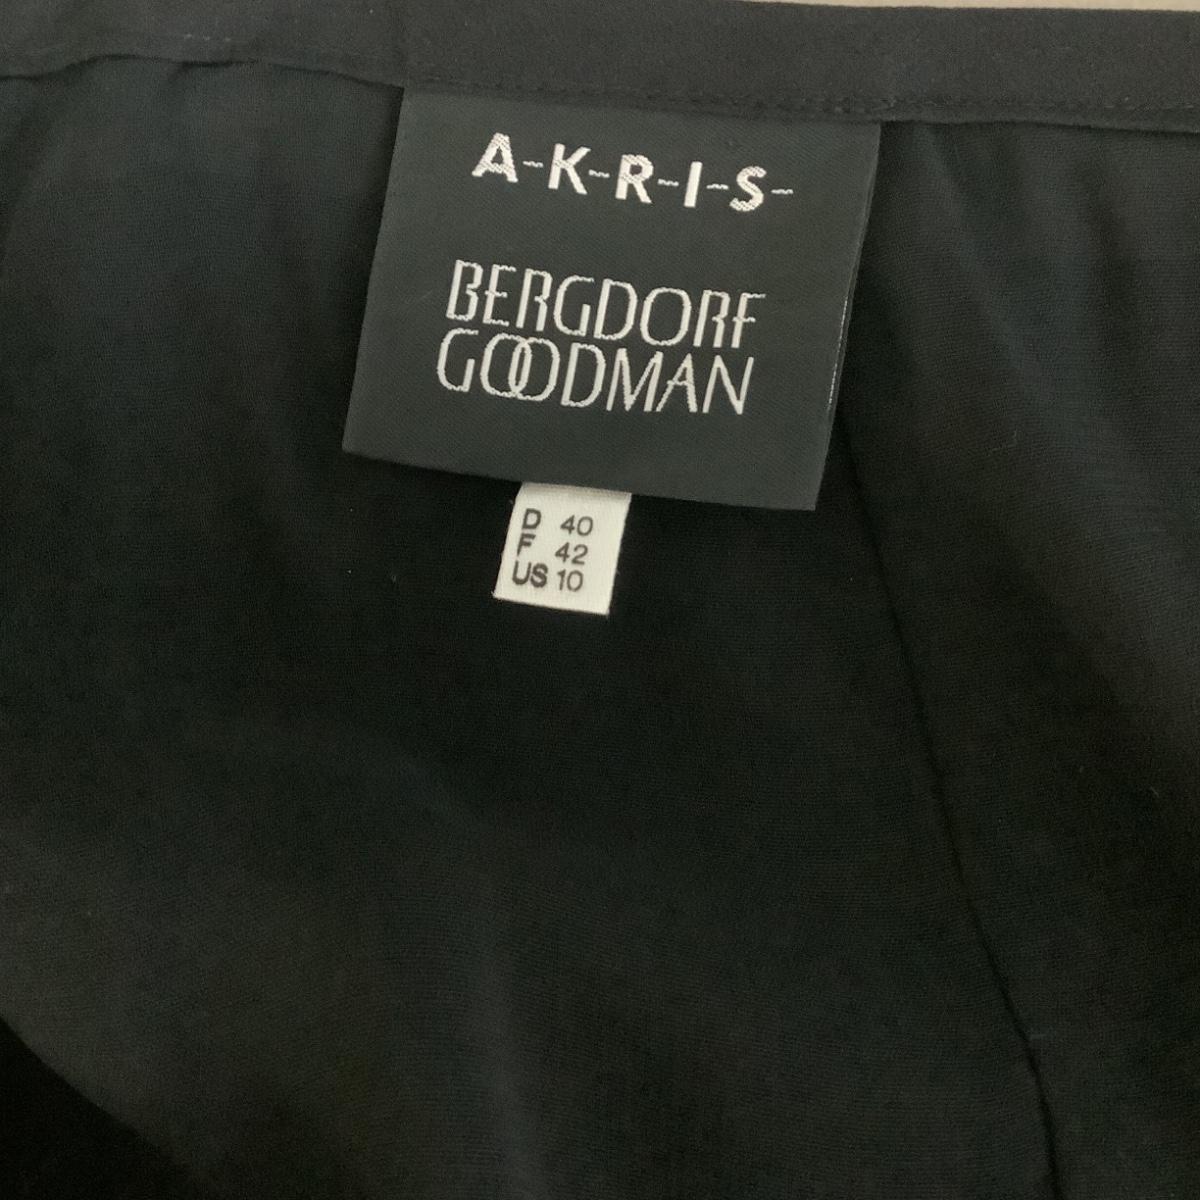 A-K-R-I-S-
BERGDORF
GOODMAN
D 40
F 42
US 10